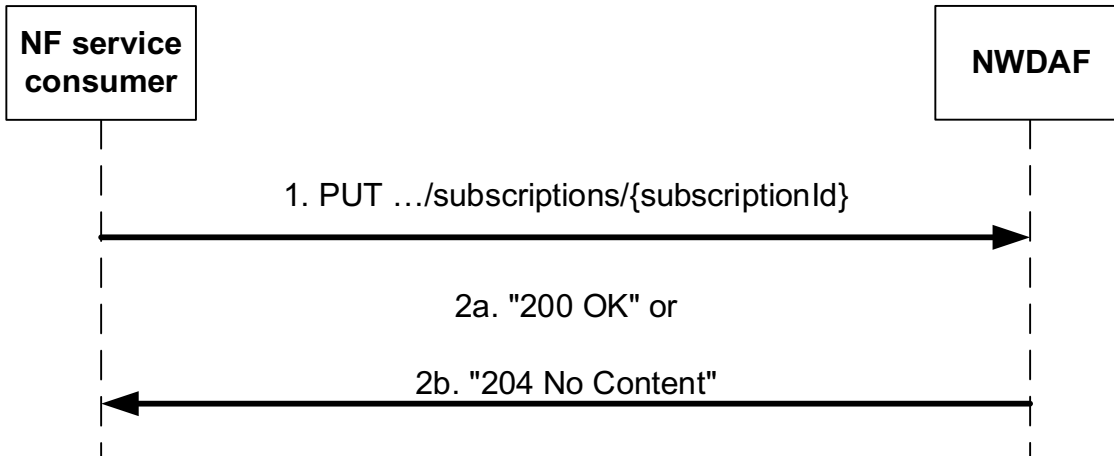 NF service
consumer
NWDAF
1. PUT …/subscriptions/{subscriptionId}
2a. "200 OK" or
2b. "204 No Content"